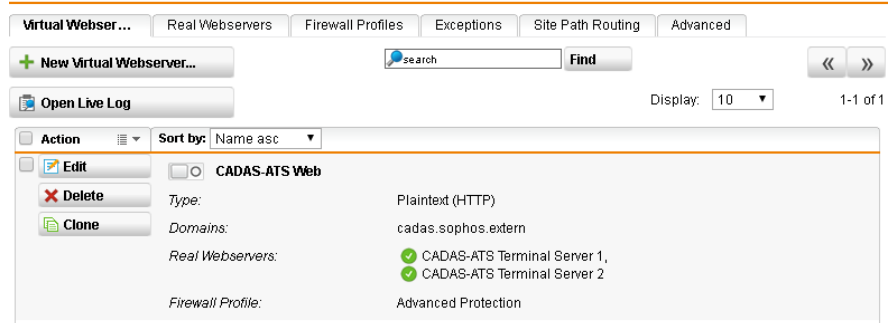 Virtual Webser...
Real Webservers
Firewall Profiles
Exceptions
Site Path Routing
Advanced
New Virtual Webserver...
search
Find
«
»
Open Live Log
Display: 10
1-1 of 1
Action
Sort by: Name asc
Edit
CADAS-ATS Web
Delete
Type: Plaintext (HTTP)
Clone
Domains: cadas.sophos.extern
Real Webservers: CADAS-ATS Terminal Server 1,
CADAS-ATS Terminal Server 2
Firewall Profile: Advanced Protection